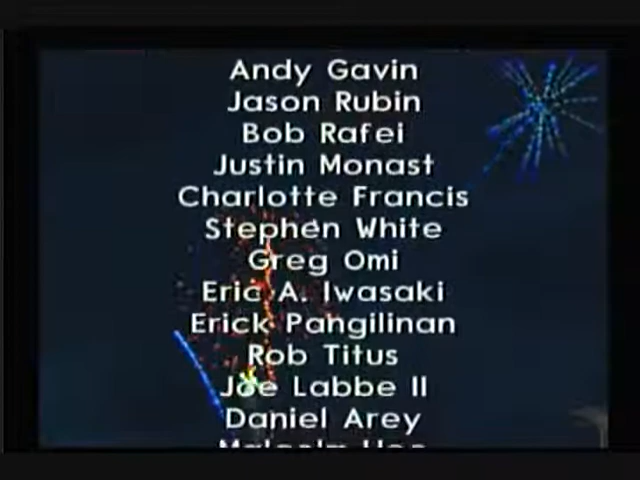 Andy Gavin
Jason Rubin
Bob Rafei
Justin Monast
Charlotte Francis
Stephen White
Greg Omi
Eric A. Iwasaki
Erick Pangilinan
Rob Titus
Joe Labbe II
Daniel Arey